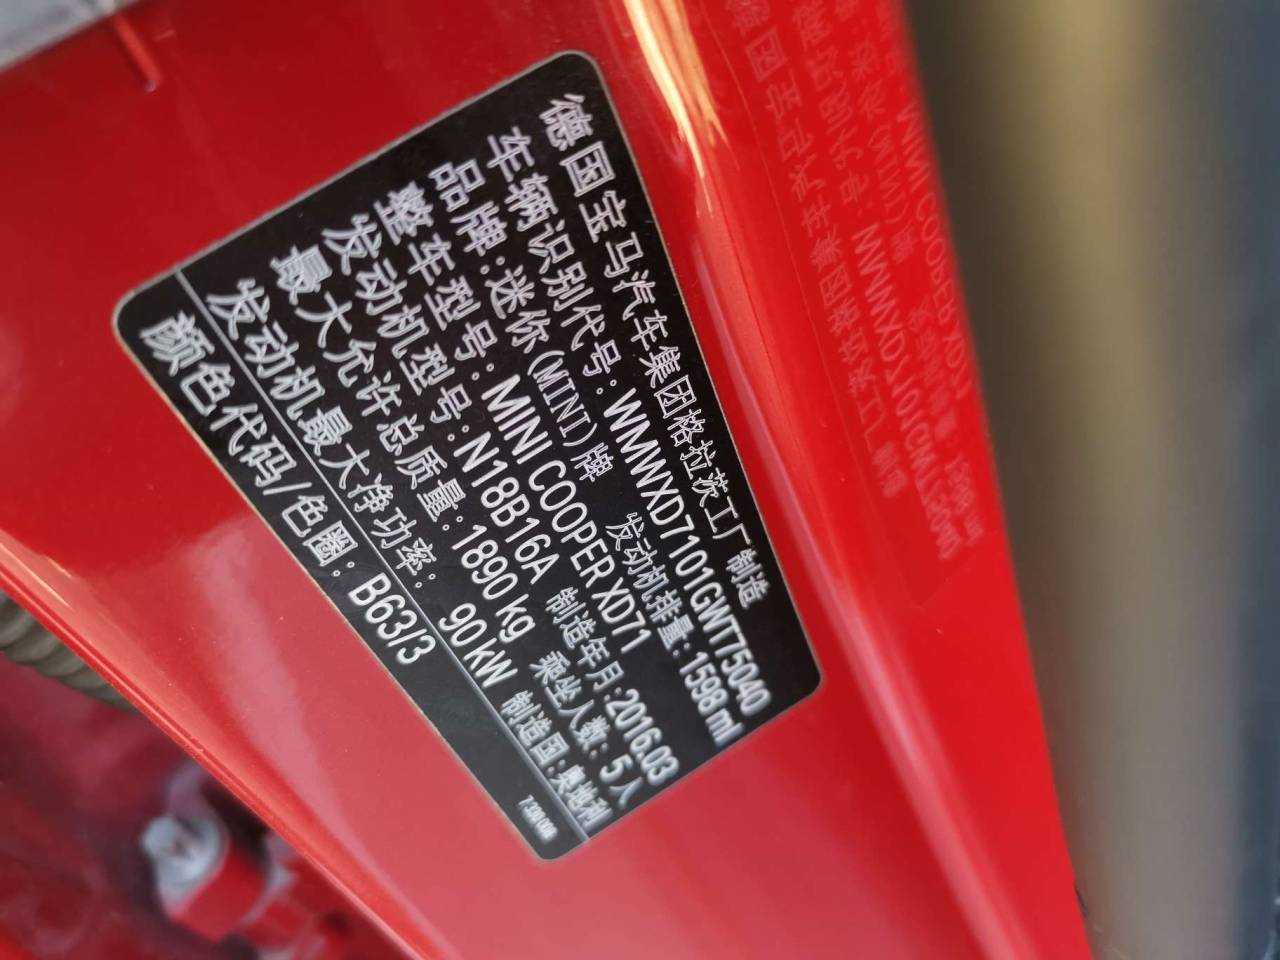 德国宝马汽车集团格拉茨工厂 制造
车辆识别代号: WMWXD7101GWT75040
品牌:迷你(MINI)牌 发动机排量: 1598 ml
整车型号: MINI COOPER XD71
发动机型号: N18B16A 制造年月:2016.03
最大允许总质量: 1890 kg 乘坐人数: 5 人
发动机最大净功率: 90 kW 制造国:奥地利
颜色代码/色圈: B63/3